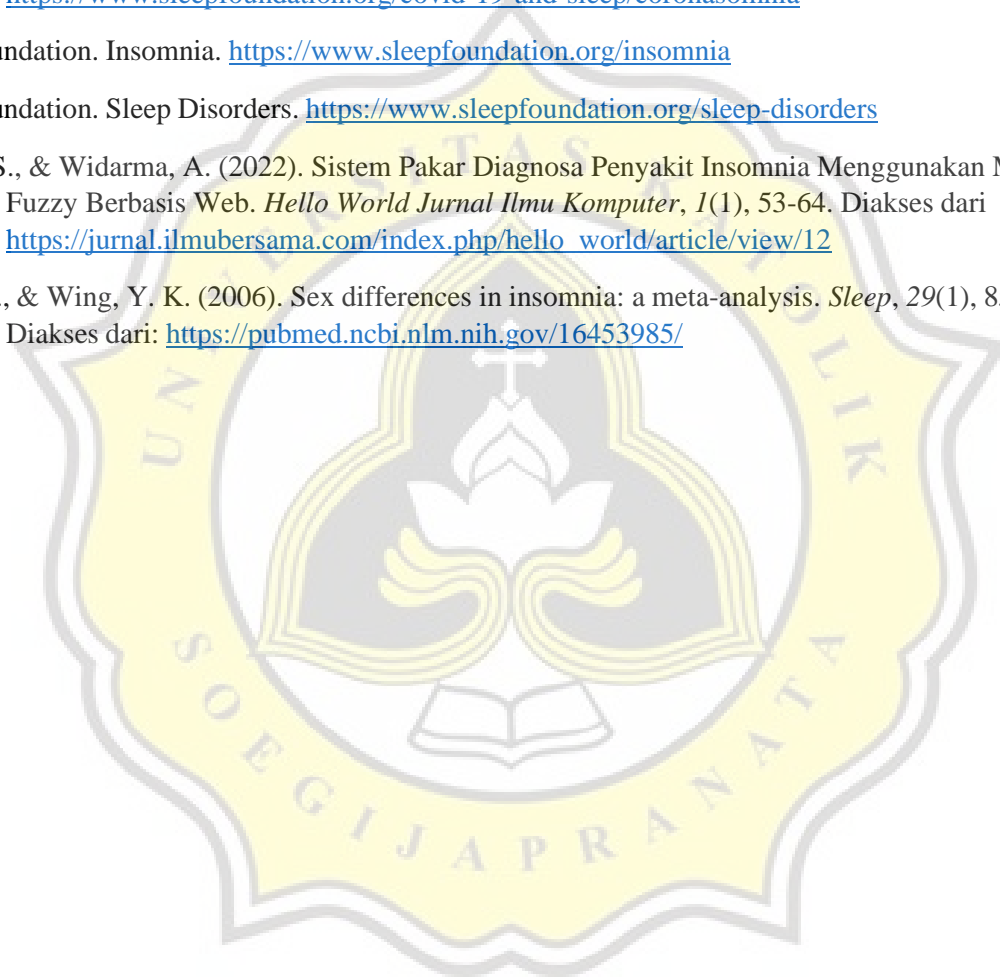 https://www.sleepfoundation.org/covid-19-and-sleep/coronasomnia
undation. Insomnia. https://www.sleepfoundation.org/insomnia
undation. Sleep Disorders. https://www.sleepfoundation.org/sleep-disorders
S., & Widarma, A. (2022). Sistem Pakar Diagnosa Penyakit Insomnia Menggunakan M
Fuzzy Berbasis Web. Hello World Jurnal Ilmu Komputer, 1(1), 53-64. Diakses dari
https://jurnal.ilmubersama.com/index.php/hello_world/article/view/12
., & Wing, Y. K. (2006). Sex differences in insomnia: a meta-analysis. Sleep, 29(1), 8
Diakses dari: https://pubmed.ncbi.nlm.nih.gov/16453985/
UNIVERSITAS KATOLIK
SOEGIJAPRANATA